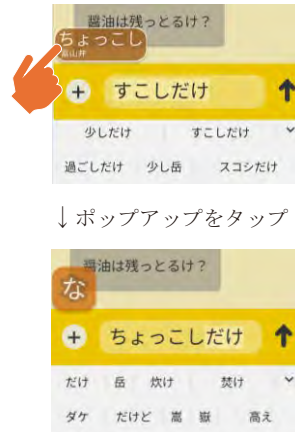 醤油は残っとるけ？
ちょっこし
富山弁
+ すこしだけ ↑
少しだけ すこしだけ
過ごしだけ 少し岳 スコシだけ
↓ポップアップをタップ
醤油は残っとるけ？
な
+ ちょっこしだけ ↑
だけ 岳 炊け 焚け
ダケ だけど 嵩 嶽 高え